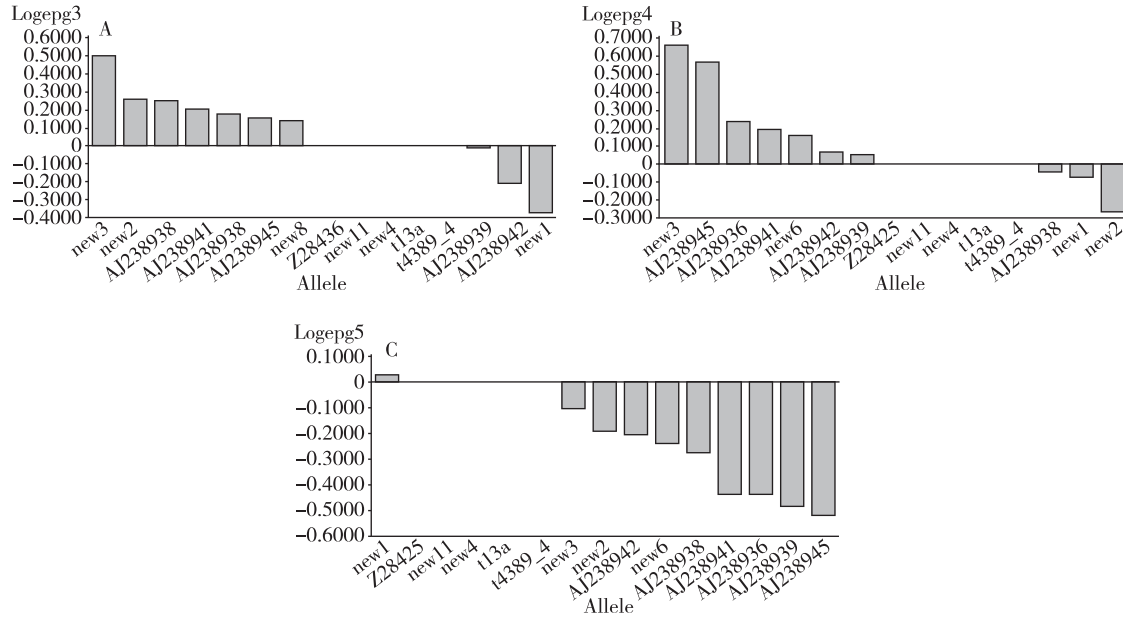 Logepg3
A
0.6000
0.5000
0.4000
0.3000
0.2000
0.1000
0
−0.1000
−0.2000
−0.3000
−0.4000
new3
new2
AJ238938
AJ238941
AJ238938
AJ238945
new8
Z28436
new11
new4
t13a
t4389_4
AJ238939
AJ238942
new1
Allele
Logepg4
B
0.7000
0.6000
0.5000
0.4000
0.3000
0.2000
0.1000
0
−0.1000
−0.2000
−0.3000
new3
AJ238945
AJ238936
AJ238941
new6
AJ238942
AJ238939
Z28425
new11
new4
t13a
t4389_4
AJ238938
new1
new2
Allele
Logepg5
C
0.1000
0
−0.1000
−0.2000
−0.3000
−0.4000
−0.5000
−0.6000
new1
Z28425
new11
new4
t13a
t4389_4
new3
new2
AJ238942
new6
AJ238938
AJ238941
AJ238936
AJ238939
AJ238945
Allele